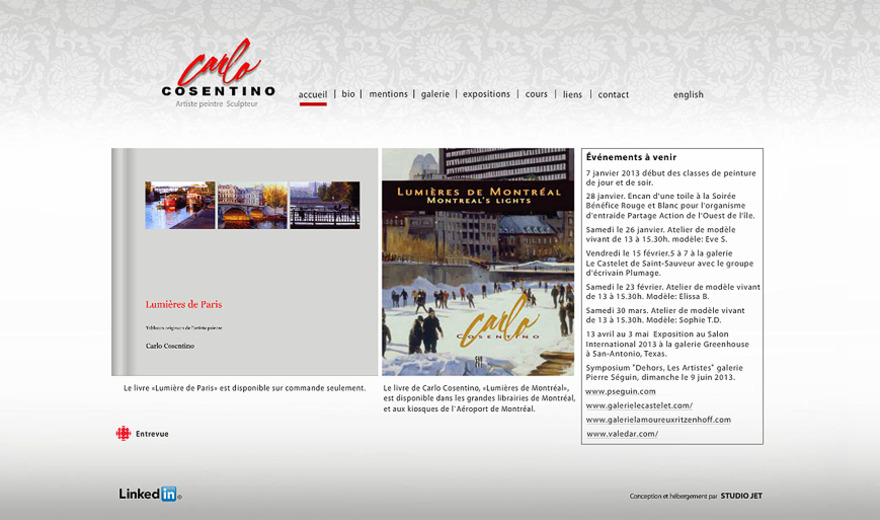 carlo
COSENTINO
Artiste peintre Sculpteur
accueil | bio | mentions | galerie | expositions | cours | liens | contact
english
Lumières de Paris
Tableaux originaux de l'artiste peintre
Carlo Cosentino
LUMIÈRES DE MONTRÉAL
MONTREAL'S LIGHTS
carlo
COSENTINO
Événements à venir
7 janvier 2013 début des classes de peinture
de jour et de soir.
28 janvier. Encan d'une toile à la Soirée
Bénéfice Rouge et Blanc pour l'organisme
d'entraide Partage Action de l'Ouest de l'île.
Samedi le 26 janvier. Atelier de modèle
vivant de 13 à 15.30h. modèle: Eve S.
Vendredi le 15 février.5 à 7 à la galerie
Le Castelet de Saint-Sauveur avec le groupe
d'écrivain Plumage.
Samedi le 23 février. Atelier de modèle vivant
de 13 à 15.30h. Modèle: Elissa B.
Samedi 30 mars. Atelier de modèle vivant
de 13 à 15.30h. Modèle: Sophie T.D.
13 avril au 3 mai Exposition au Salon
International 2013 à la galerie Greenhouse
à San-Antonio, Texas.
Symposium "Dehors, Les Artistes" galerie
Pierre Séguin, dimanche le 9 juin 2013.
www.pseguin.com
www.galerielecastelet.com/
www.galerielamoureuxritzenhoff.com
www.valedar.com/
Le livre «Lumière de Paris» est disponible sur commande seulement.
Le livre de Carlo Cosentino, «Lumières de Montréal»,
est disponible dans les grandes librairies de Montréal,
et aux kiosques de l'Aéroport de Montréal.
Entrevue
Linked in®
Conception et hébergement par STUDIO JET